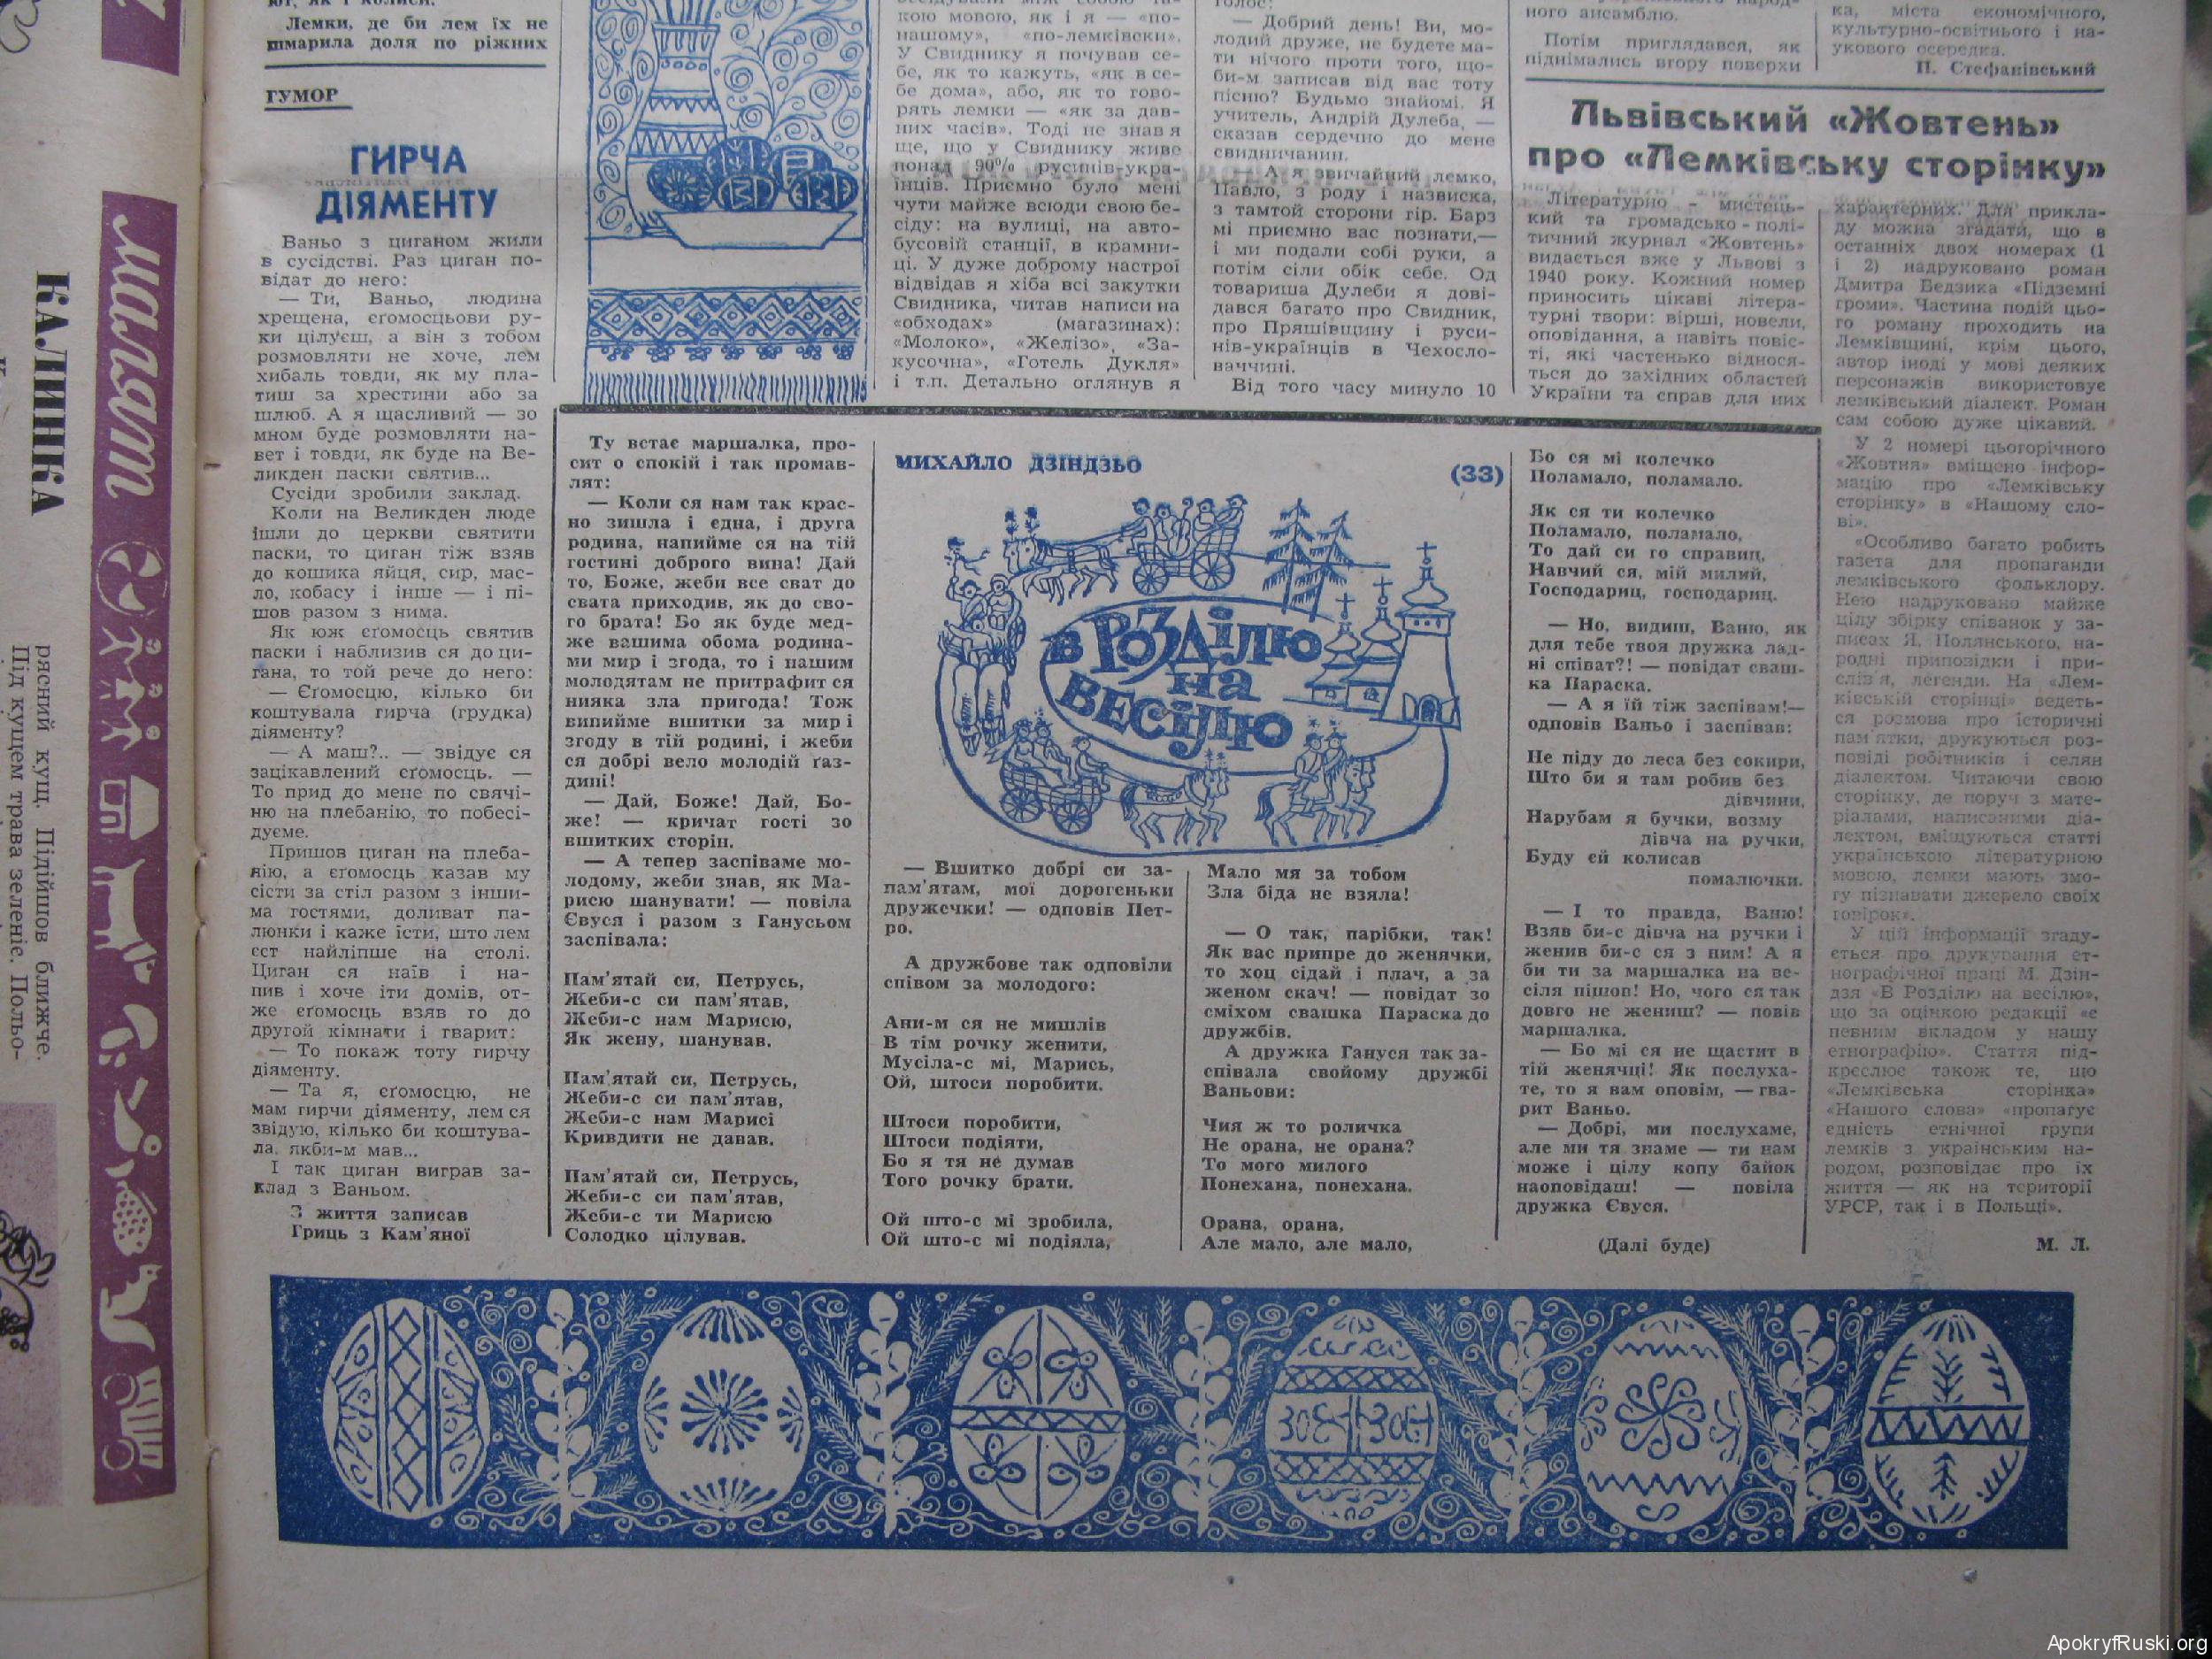 Лемки, де би лем їх не
шмарила доля по ріжних
ГУМОР
ГИРЧА
ДІЯМЕНТУ
Ваньо з циганом жили
в сусідстві. Раз циган по-
відат до него:
— Ти, Ваньо, людина
хрещена, єґомосцьови ру-
ки цілуєш, а він з тобом
розмовляти не хоче, лем
хибаль товди, як му пла-
тиш за хрестини або за
шлюб. А я щасливий — зо
мном буде розмовляти на-
вет і товди, як буде на Ве-
ликден паски святив...
Сусіди зробили заклад.
Коли на Великден люде
ішли до церкви святити
паски, то циган тіж взяв
до кошика яйця, сир, мас-
ло, кобасу і інше — і пі-
шов разом з нима.
Як юж єґомосць святив
паски і наблизив ся до ци-
гана, то той рече до него:
— Єґомосцю, кілько би
коштувала гирча (грудка)
діяменту?
— А маш?.. — звідує ся
зацікавлений єґомосць. —
То прид до мене по свячі-
ню на плебанію, то побесі-
дуєме.
Пришов циган на плеба-
нію, а єґомосць казав му
сісти за стіл разом з інши-
ма гостями, доливат па-
люнки і каже їсти, што лем
єст найліпше на столі.
Циган ся наїв і на-
пив і хоче іти домів, от-
же єґомосць взяв го до
другой кімнати і гварит:
— То покаж тоту гирчу
діяменту.
— Та я, єґомосцю, не
мам гирчи діяменту, лем ся
звідую, кілько би коштува-
ла, якби-м мав...
І так циган виграв за-
клад з Ваньом.
З життя записав
Гриць з Кам'яної
кою мовою, як і я — «по-
нашому», «по-лемківски».
У Свиднику я почував се-
бе, як то кажуть, «як в се-
бе дома», або, як то гово-
рять лемки — «як за дав-
них часів». Тоді не знав я
ще, що у Свиднику живе
понад 90% русинів-укра-
їнців. Приємно було мені
чути майже всюди свою бе-
сіду: на вулиці, на авто-
бусовій станції, в крамни-
ці. У дуже доброму настрої
відвідав я хіба всі закутки
Свидника, читав написи на
«обходах» (магазинах):
«Молоко», «Желізо», «За-
кусочна», «Готель Дукля»
і т.п. Детально оглянув я
голос:
— Добрий день! Ви, мо-
лодий друже, не будете ма-
ти нічого проти того, що-
би-м записав від вас тоту
пісню? Будьмо знайомі. Я
учитель, Андрій Дулеба, —
сказав сердечно до мене
свидничанин.
— А я звичайний лемко,
Павло, з роду і назвиска,
з тамтой сторони гір. Барз
мі приємно вас познати,—
і ми подали собі руки, а
потім сіли обік себе. Од
товариша Дулеби я дові-
дався багато про Свидник,
про Пряшівщину і руси-
нів-українців в Чехосло-
ваччині.
Від того часу минуло 10
ного ансамблю.
Потім приглядався, як
піднімались вгору поверхи
ка, міста економічного,
культурно-освітнього і на-
укового осередка.
П. Стефанівський
Львівський «Жовтень»
про «Лемківську сторінку»
Літературно - мистець-
кий та громадсько - полі-
тичний журнал «Жовтень»
видається вже у Львові з
1940 року. Кожний номер
приносить цікаві літера-
турні твори: вірші, новели,
оповідання, а навіть повіс-
ті, які частенько віднося-
ться до західних областей
України та справ для них
характерних. Для прикла-
ду можна згадати, що в
останніх двох номерах (1
і 2) надруковано роман
Дмитра Бедзика «Підземні
громи». Частина подій цьо-
го роману проходить на
Лемківщині, крім цього,
автор іноді у мові деяких
персонажів використовує
лемківський діалект. Роман
сам собою дуже цікавий.
У 2 номері цьогорічного
«Жовтня» вміщено інфор-
мацію про «Лемківську
сторінку» в «Нашому сло-
ві».
«Особливо багато робить
газета для пропаганди
лемківського фольклору.
Нею надруковано майже
цілу збірку співанок у за-
писах Я. Полянського, на-
родні приповідки і при-
слів'я, легенди. На «Лем-
ківській сторінці» ведеть-
ся розмова про історичні
пам'ятки, друкуються роз-
повіді робітників і селян
діалектом. Читаючи свою
сторінку, де поруч з мате-
ріалами, написаними діа-
лектом, вміщуються статті
українською літературною
мовою, лемки мають змо-
гу пізнавати джерело своїх
говірок».
У цій інформації згаду-
ється про друкування ет-
нографічної праці М. Дзін-
дзя «В Розділю на весілю»,
що за оцінкою редакції «є
певним вкладом у нашу
етнографію». Стаття під-
креслює також те, що
«Лемківська сторінка»
«Нашого слова» «пропагує
єдність етнічної групи
лемків з українським на-
родом, розповідає про їх
життя — як на території
УРСР, так і в Польщі».
М. Л.
Ту встає маршалка, про-
сит о спокій і так промав-
лят:
— Коли ся нам так крас-
но зишла і єдна, і друга
родина, напийме ся на тій
гостині доброго вина! Дай
то, Боже, жеби все сват до
свата приходив, як до сво-
го брата! Бо як буде мед-
же вашима обома родина-
ми мир і згода, то і нашим
молодятам не притрафит ся
нияка зла пригода! Тож
випийме вшитки за мир і
згоду в тій родині, і жеби
ся добрі вело молодій ґаз-
дині!
— Дай, Боже! Дай, Бо-
же! — кричат гості зо
вшитких сторін.
— А тепер заспіваме мо-
лодому, жеби знав, як Ма-
рисю шанувати! — повіла
Євуся і разом з Ганусьом
заспівала:
Пам'ятай си, Петрусь,
Жеби-с си пам'ятав,
Жеби-с нам Марисю,
Як жену, шанував.
Пам'ятай си, Петрусь,
Жеби-с си пам'ятав,
Жеби-с нам Марисі
Кривдити не давав.
Пам'ятай си, Петрусь,
Жеби-с си пам'ятав,
Жеби-с ти Марисю
Солодко цілував.
МИХАЙЛО ДЗІНДЗЬО
(33)
В РОЗДІЛЮ
на
ВЕСІЛЮ
— Вшитко добрі си за-
пам'ятам, мої дорогеньки
дружечки! — одповів Пет-
ро.
А дружбове так одповіли
співом за молодого:
Ани-м ся не мишлів
В тім рочку женити,
Мусіла-с мі, Марись,
Ой, штоси поробити.
Штоси поробити,
Штоси подіяти,
Бо я тя не думав
Того рочку брати.
Ой што-с мі зробила,
Ой што-с мі подіяла,
Мало мя за тобом
Зла біда не взяла!
— О так, парібки, так!
Як вас припре до женячки,
то хоц сідай і плач, а за
женом скач! — повідат зо
сміхом свашка Параска до
дружбів.
А дружка Гануся так за-
співала свойому дружбі
Ваньови:
Чия ж то роличка
Не орана, не орана?
То мого милого
Понехана, понехана.
Орана, орана,
Але мало, але мало,
Бо ся мі колечко
Поламало, поламало.
Як ся ти колечко
Поламало, поламало,
То дай си го справиц,
Навчий ся, мій милий,
Господариц, господариц.
— Но, видиш, Ваню, як
для тебе твоя дружка лад-
ні співат?! — повідат сваш-
ка Параска.
— А я їй тіж заспівам!—
одповів Ваньо і заспівав:
Не піду до леса без сокири,
Што би я там робив без
дівчини,
Нарубам я бучки, возму
дівча на ручки,
Буду єй колисав
помалючки.
— І то правда, Ваню!
Взяв би-с дівча на ручки і
женив би-с ся з ним! А я
би ти за маршалка на ве-
сіля пішов! Но, чого ся так
довго не жениш? — повів
маршалка.
— Бо мі ся не щастит в
тій женячці! Як послуха-
те, то я вам оповім, — гва-
рит Ваньо.
— Добрі, ми послухаме,
але ми тя знаме — ти нам
може і цілу копу байок
наоповідаш! — повіла
дружка Євуся.
(Далі буде)
КАЛИНКА
рясний кущ. Підійшов ближче.
Під кущем трава зеленіє. Польо-
ApokryfRuski.org